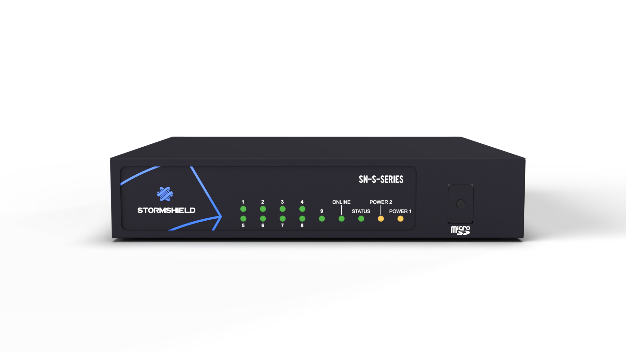 SN-S-SERIES
STORMSHIELD
1 2 3 4
5 6 7 8
9
ONLINE
STATUS
POWER 2
POWER 1
micro SD